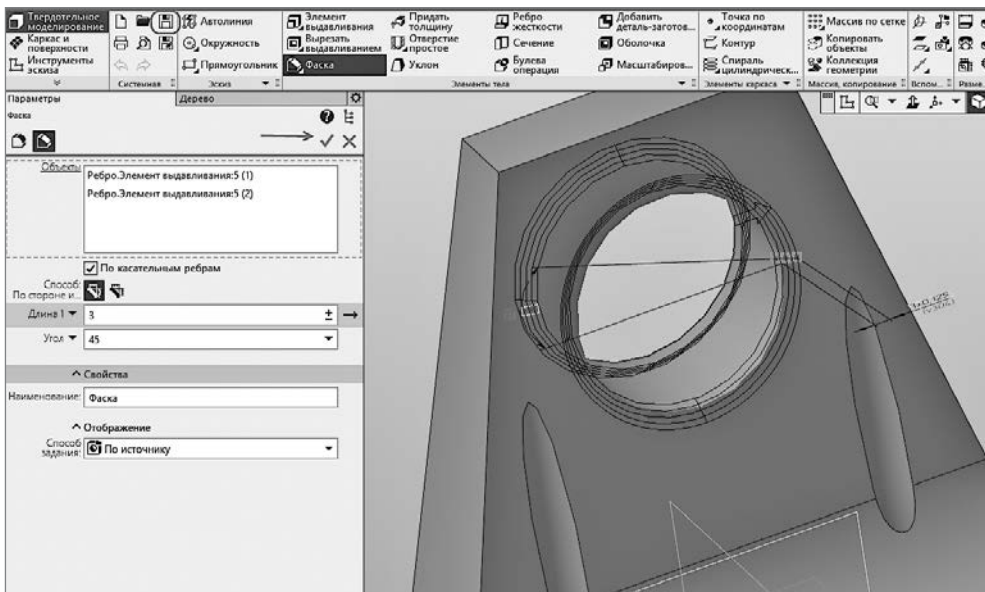 Твердотельное моделирование
Каркас и поверхности
Инструменты эскиза
Системная
Автолиния
Окружность
Прямоугольник
Эскиз
Элемент выдавливания
Вырезать выдавливанием
Фаска
Придать толщину
Отверстие простое
Уклон
Ребро жесткости
Сечение
Булева операция
Добавить деталь-заготов...
Оболочка
Масштабиров...
Элементы тела
Точка по координатам
Контур
Спираль цилиндрическ...
Элементы каркаса
Массив по сетке
Копировать объекты
Коллекция геометрии
Массив, копирование
Вспом...
Разме...
Параметры
Дерево
Фаска
Объекты
Ребро.Элемент выдавливания:5 (1)
Ребро.Элемент выдавливания:5 (2)
По касательным ребрам
Способ:
По стороне и...
Длина 1
3
Угол
45
Свойства
Наименование:
Фаска
Отображение
Способ задания:
По источнику